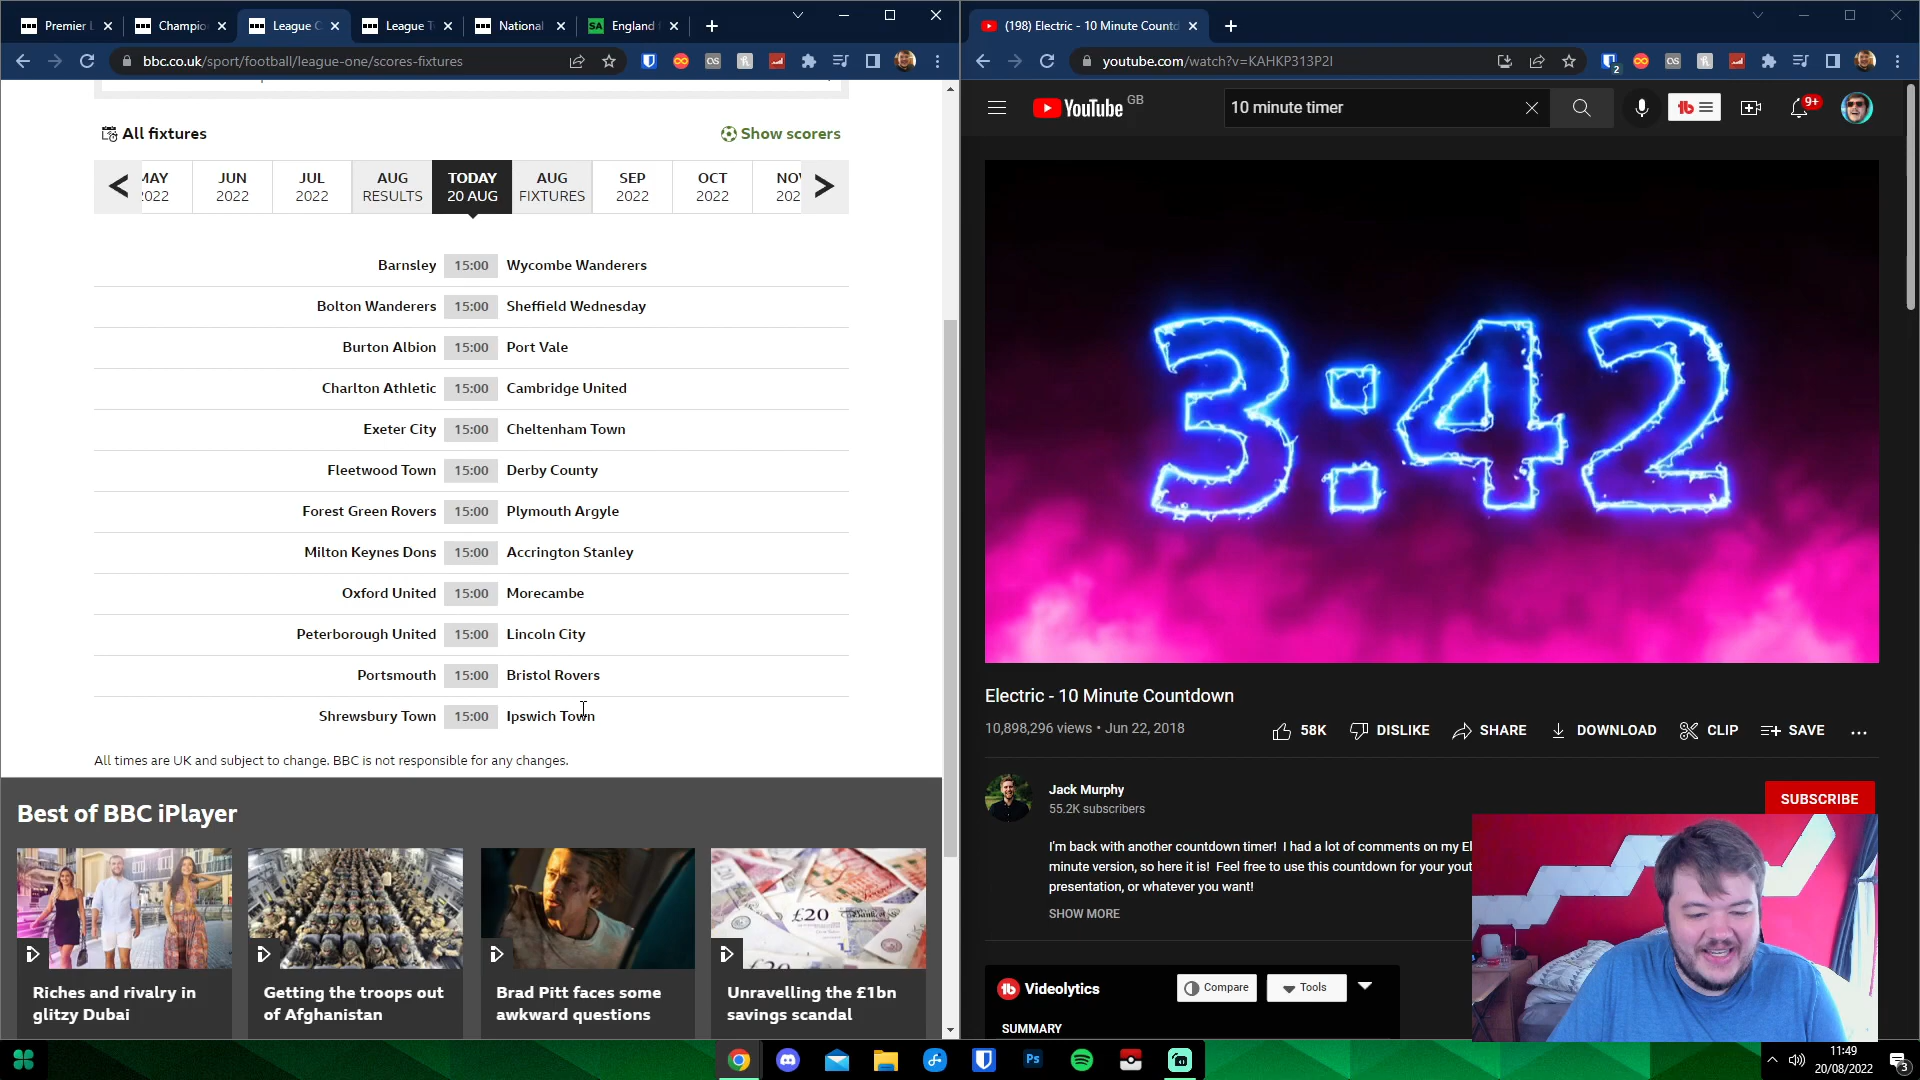 Premier L
Champio
League C
League T
National
England
(198) Electric - 10 Minute Countd
bbc.co.uk/sport/football/league-one/scores-fixtures
youtube.com/watch?v=KAHKP313P2I
YouTube GB
10 minute timer
9+
All fixtures
Show scorers
MAY 2022
JUN 2022
JUL 2022
AUG RESULTS
TODAY 20 AUG
AUG FIXTURES
SEP 2022
OCT 2022
NOV 202
Barnsley 15:00 Wycombe Wanderers
Bolton Wanderers 15:00 Sheffield Wednesday
Burton Albion 15:00 Port Vale
Charlton Athletic 15:00 Cambridge United
Exeter City 15:00 Cheltenham Town
Fleetwood Town 15:00 Derby County
Forest Green Rovers 15:00 Plymouth Argyle
Milton Keynes Dons 15:00 Accrington Stanley
Oxford United 15:00 Morecambe
Peterborough United 15:00 Lincoln City
Portsmouth 15:00 Bristol Rovers
Shrewsbury Town 15:00 Ipswich Town
All times are UK and subject to change. BBC is not responsible for any changes.
Best of BBC iPlayer
£20
Riches and rivalry in
glitzy Dubai
Getting the troops out
of Afghanistan
Brad Pitt faces some
awkward questions
Unravelling the £1bn
savings scandal
3:42
Electric - 10 Minute Countdown
10,898,296 views • Jun 22, 2018
58K
DISLIKE
SHARE
DOWNLOAD
CLIP
SAVE
Jack Murphy
55.2K subscribers
SUBSCRIBE
I'm back with another countdown timer! I had a lot of comments on my El
minute version, so here it is! Feel free to use this countdown for your yout
presentation, or whatever you want!
SHOW MORE
Videolytics
Compare
Tools
SUMMARY
11:49
20/08/2022
3